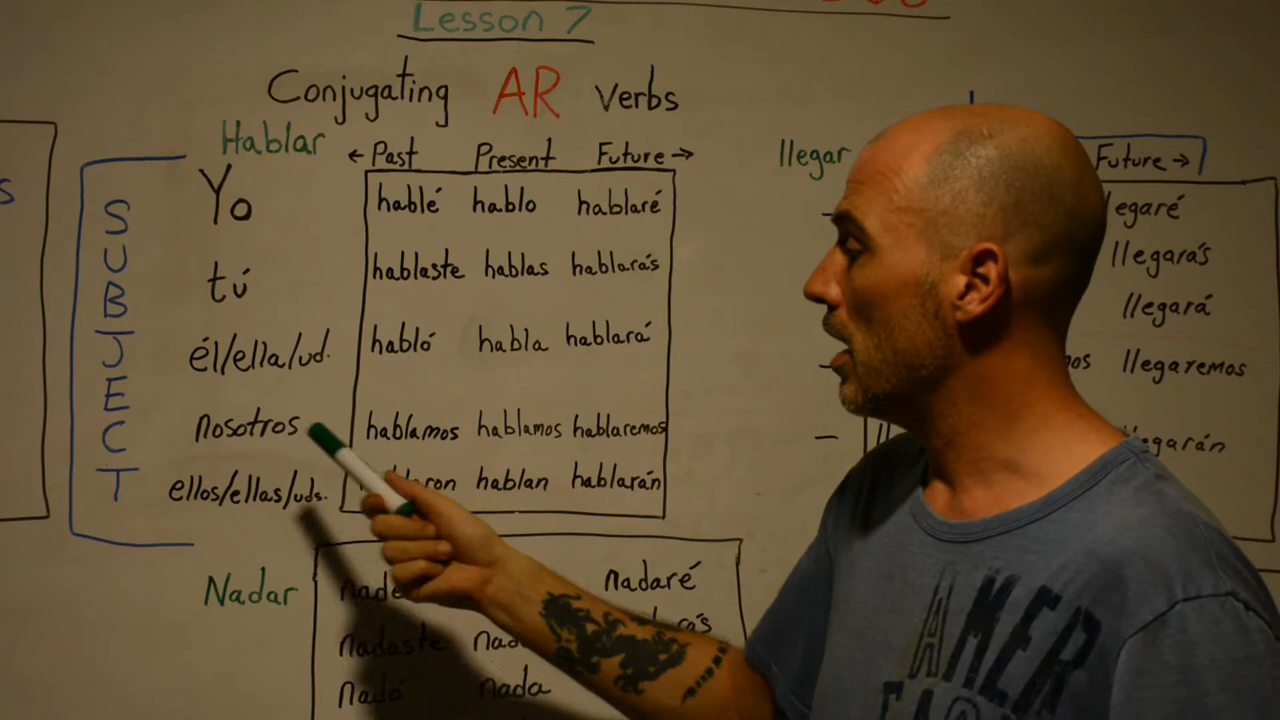 Lesson 7
Conjugating AR Verbs
Hablar ← Past Present Future →
SUBJECT
Yo hablé hablo hablaré
tú hablaste hablas hablarás
él/ella/ud. habló habla hablará
nosotros hablamos hablamos hablaremos
ellos/ellas/uds. hablan hablarán
Nadar nadaré
nadaste
nadó nada
llegar Future →
llegarás
llegará
llegaremos
AMER